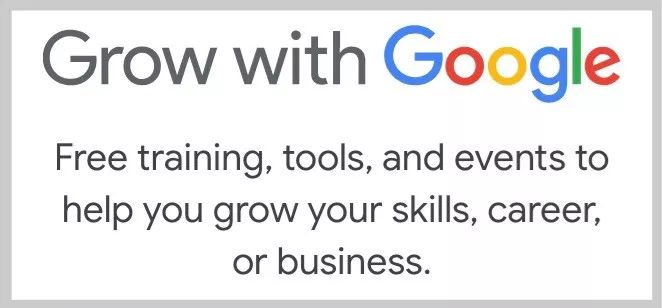 Grow with Google
Free training, tools, and events to
help you grow your skills, career,
or business.